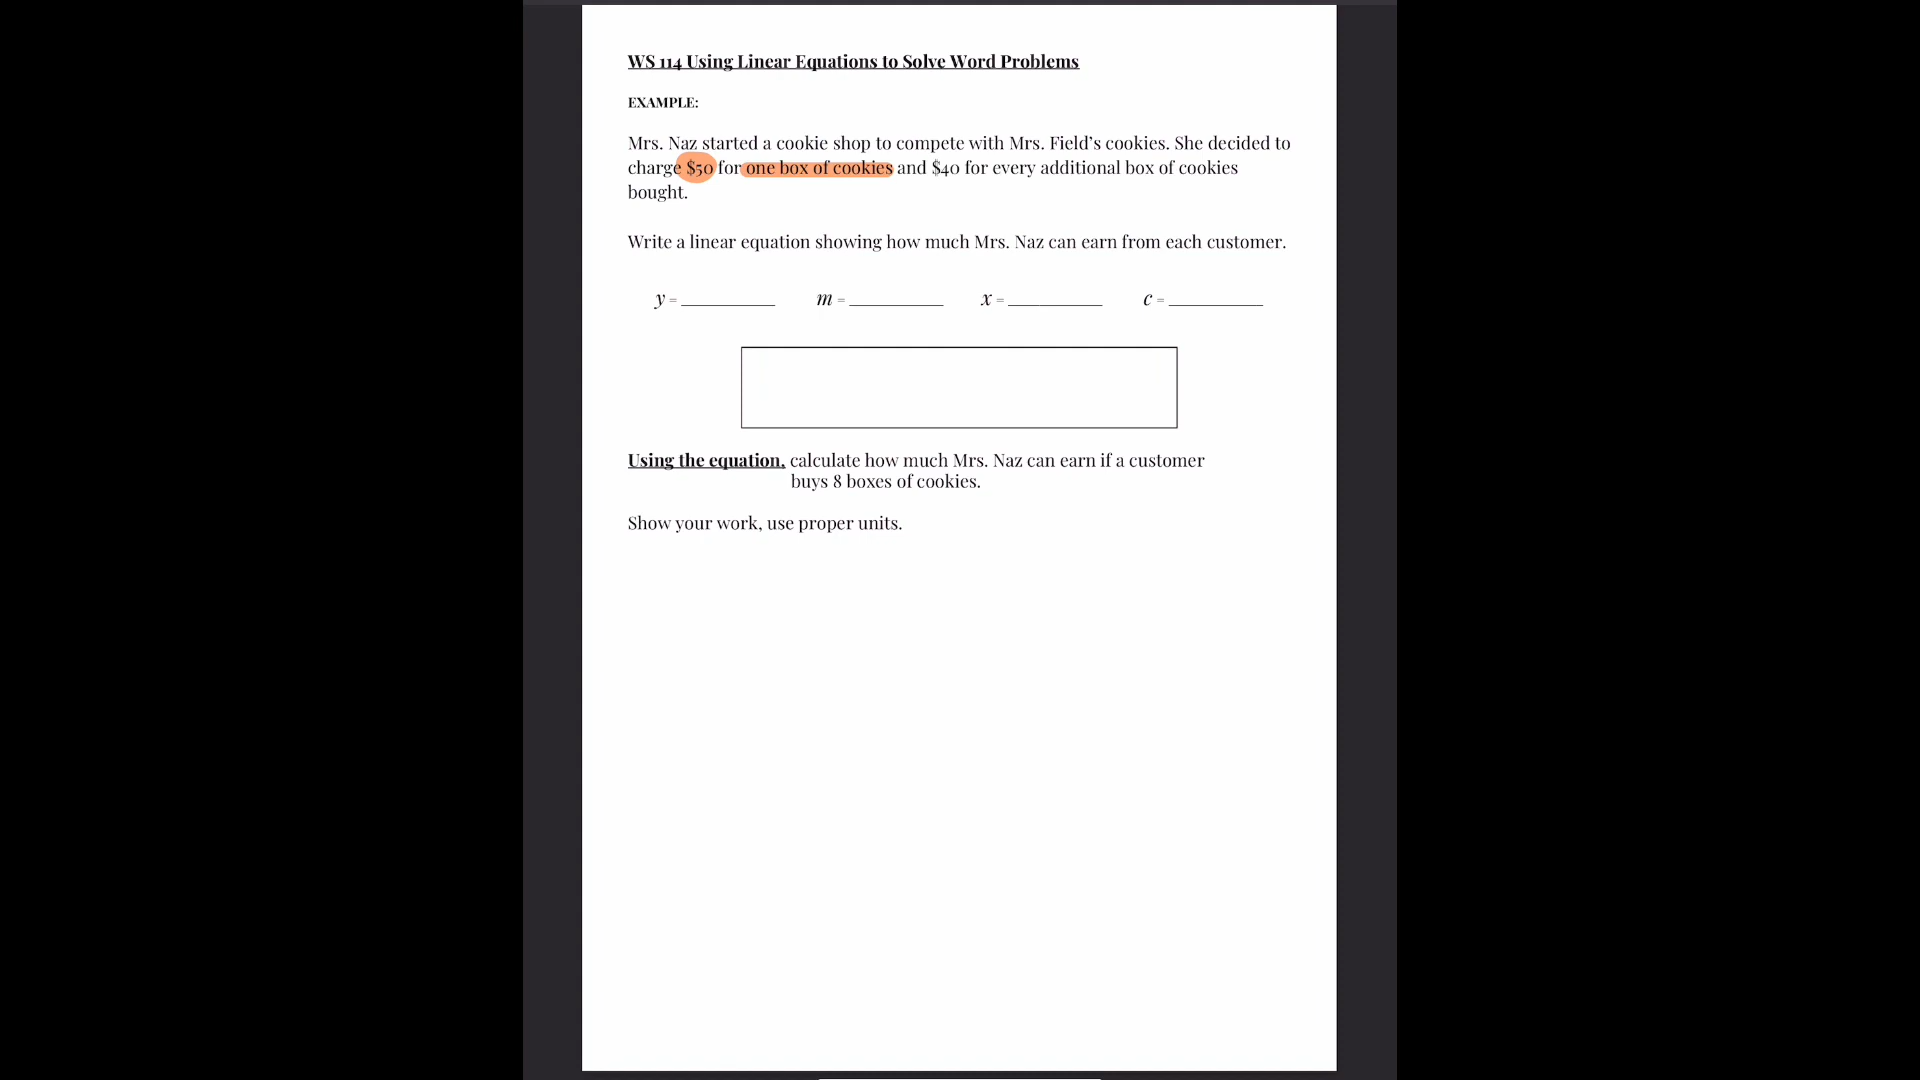 WS 114 Using Linear Equations to Solve Word Problems
EXAMPLE:
Mrs. Naz started a cookie shop to compete with Mrs. Field's cookies. She decided to
charge $50 for one box of cookies and $40 for every additional box of cookies
bought.
Write a linear equation showing how much Mrs. Naz can earn from each customer.
y = __________ m = __________ x = __________ c = __________
Using the equation, calculate how much Mrs. Naz can earn if a customer
buys 8 boxes of cookies.
Show your work, use proper units.